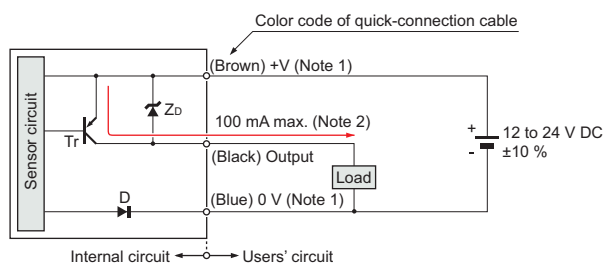 Color code of quick-connection cable
(Brown) +V (Note 1)
Sensor circuit
Tr
ZD
100 mA max. (Note 2)
(Black) Output
Load
+
-
12 to 24 V DC
±10 %
D
(Blue) 0 V (Note 1)
Internal circuit
Users' circuit